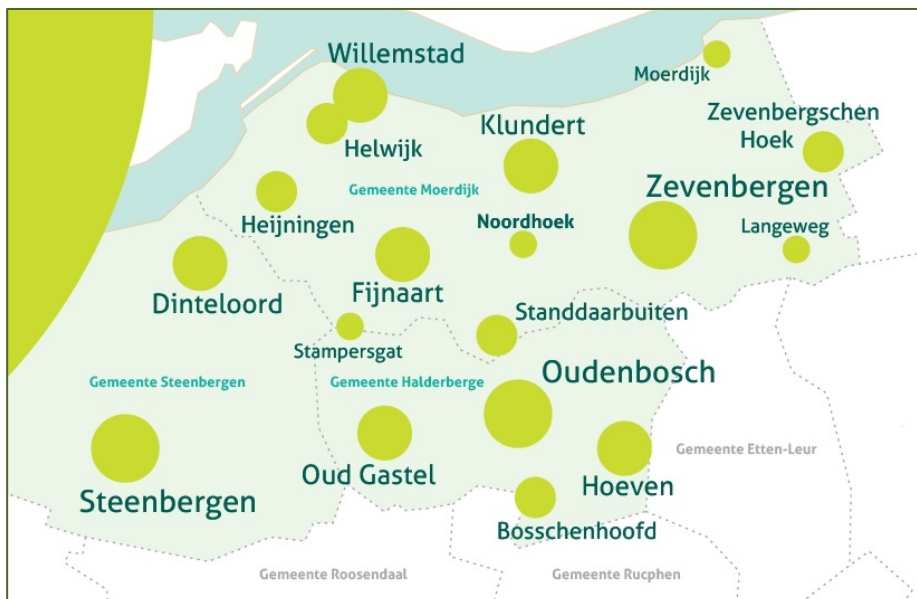 Willemstad
Moerdijk
Zevenbergschen
Hoek
Klundert
Helwijk
Gemeente Moerdijk
Zevenbergen
Heijningen
Noordhoek
Langeweg
Dinteloord
Fijnaart
Standdaarbuiten
Stampersgat
Gemeente Steenbergen
Gemeente Halderberge
Oudenbosch
Gemeente Etten-Leur
Oud Gastel
Hoeven
Steenbergen
Bosschenhoofd
Gemeente Roosendaal
Gemeente Rucphen